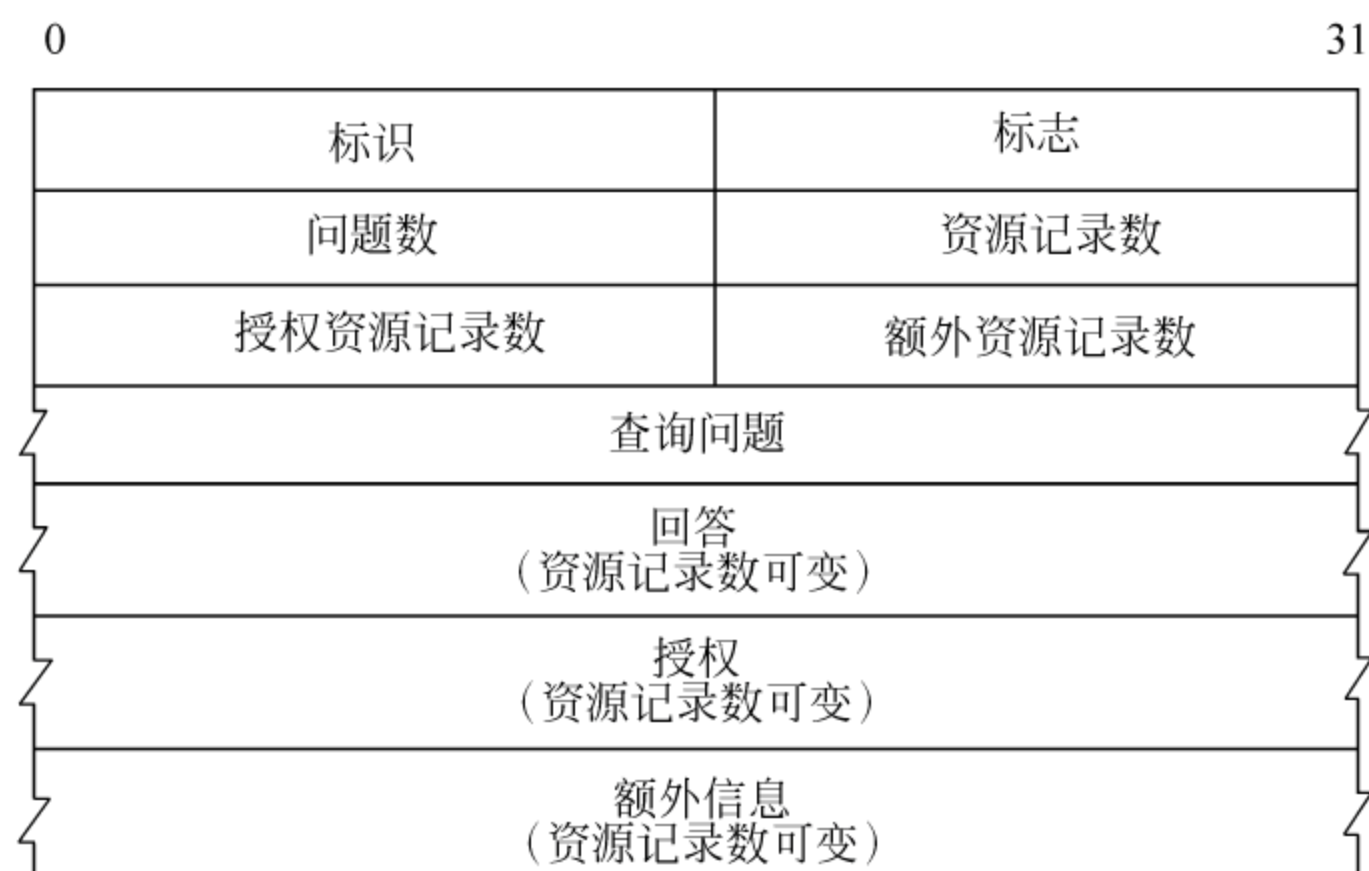 0 31
标识 标志
问题数 资源记录数
授权资源记录数 额外资源记录数
查询问题
回答
（资源记录数可变）
授权
（资源记录数可变）
额外信息
（资源记录数可变）